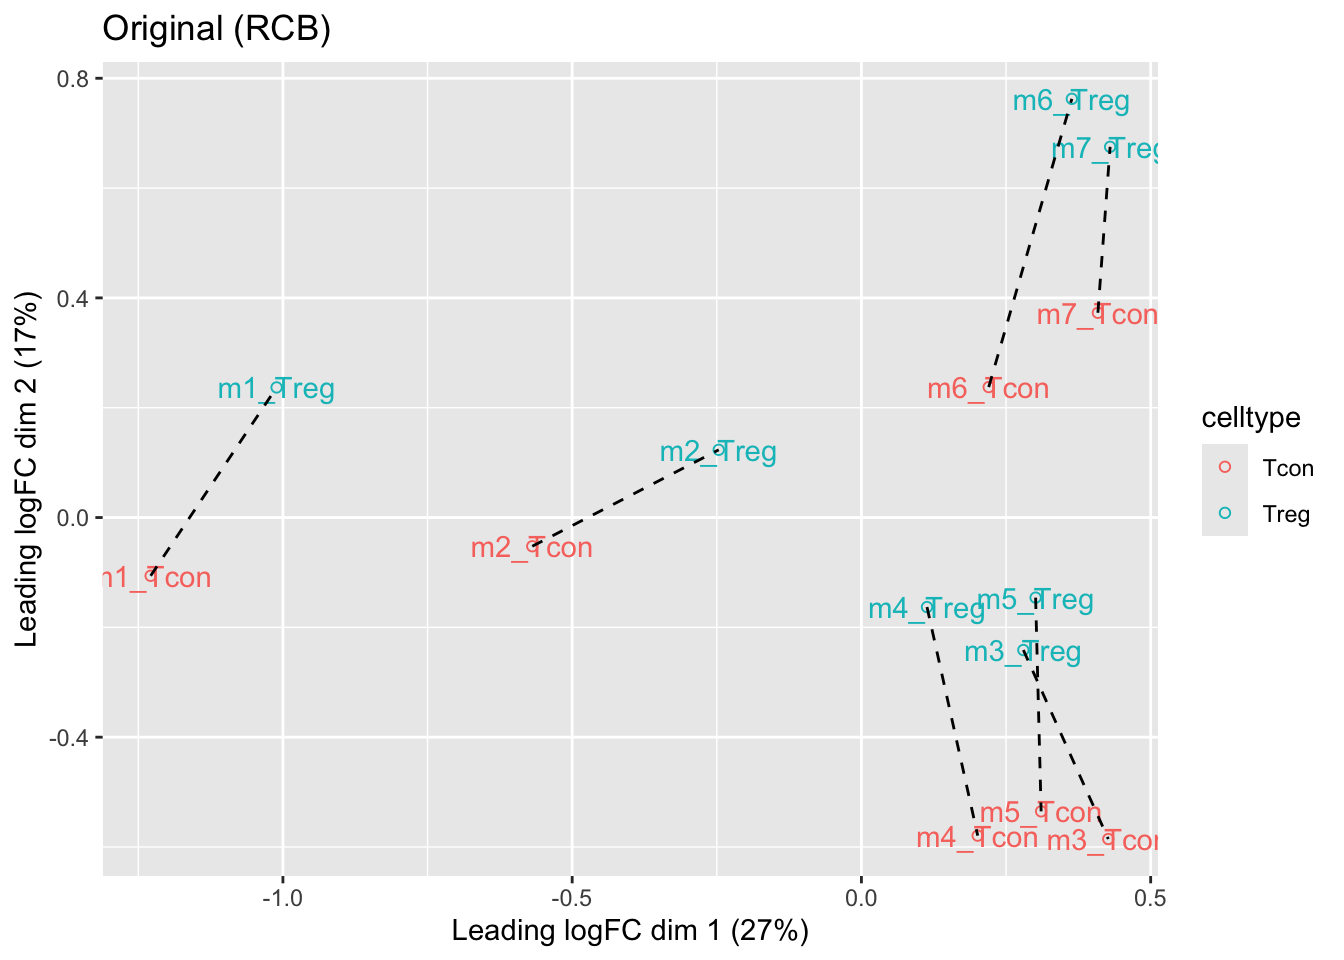 Original (RCB)
0.8
0.4
0.0
-0.4
-1.0
-0.5
0.0
0.5
Leading logFC dim 2 (17%)
Leading logFC dim 1 (27%)
m6_Treg
m7_Treg
m7_Tcon
m6_Tcon
m1_Treg
m2_Treg
m2_Tcon
m1_Tcon
m4_Treg
m5_Treg
m3_Treg
m5_Tcon
m4_Tcon
m3_Tcon
celltype
Tcon
Treg